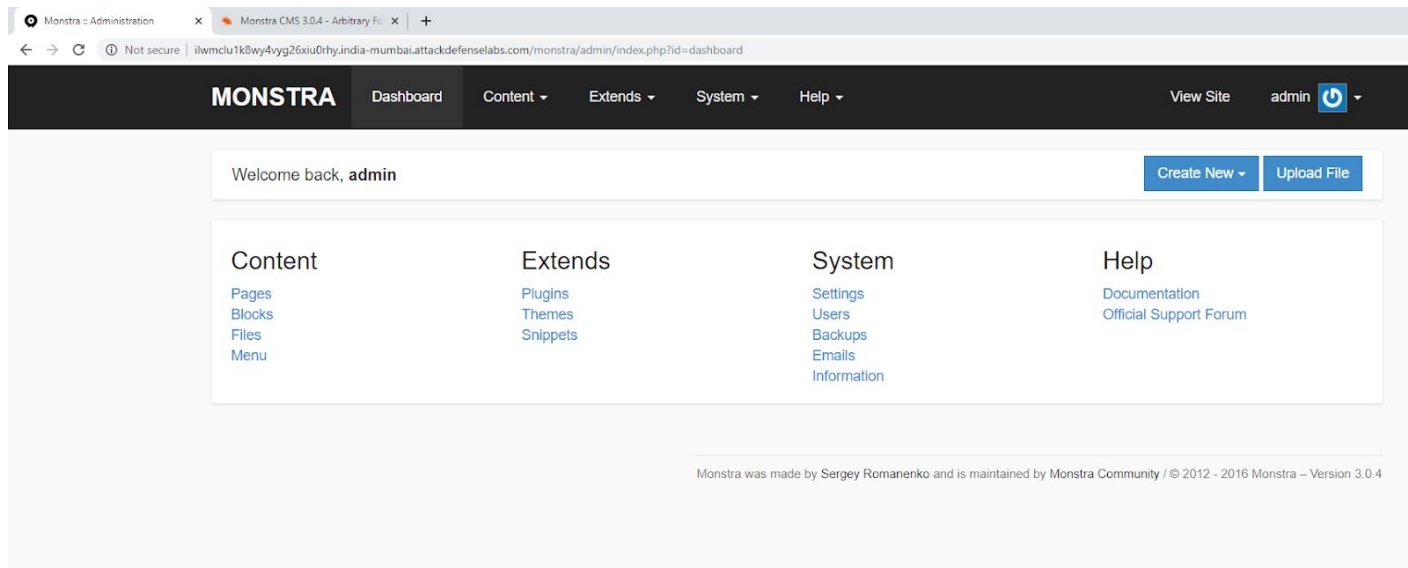 Monstra :: Administration Monstra CMS 3.0.4 - Arbitrary Fo
Not secure ilwmclu1k8wy4vyg26xiu0rhy.india-mumbai.attackdefenselabs.com/monstra/admin/index.php?id=dashboard
MONSTRA Dashboard Content Extends System Help View Site admin
Welcome back, admin Create New Upload File
Content Extends System Help
Pages Plugins Settings Documentation
Blocks Themes Users Official Support Forum
Files Snippets Backups
Menu Emails
Information
Monstra was made by Sergey Romanenko and is maintained by Monstra Community / © 2012 - 2016 Monstra – Version 3.0.4